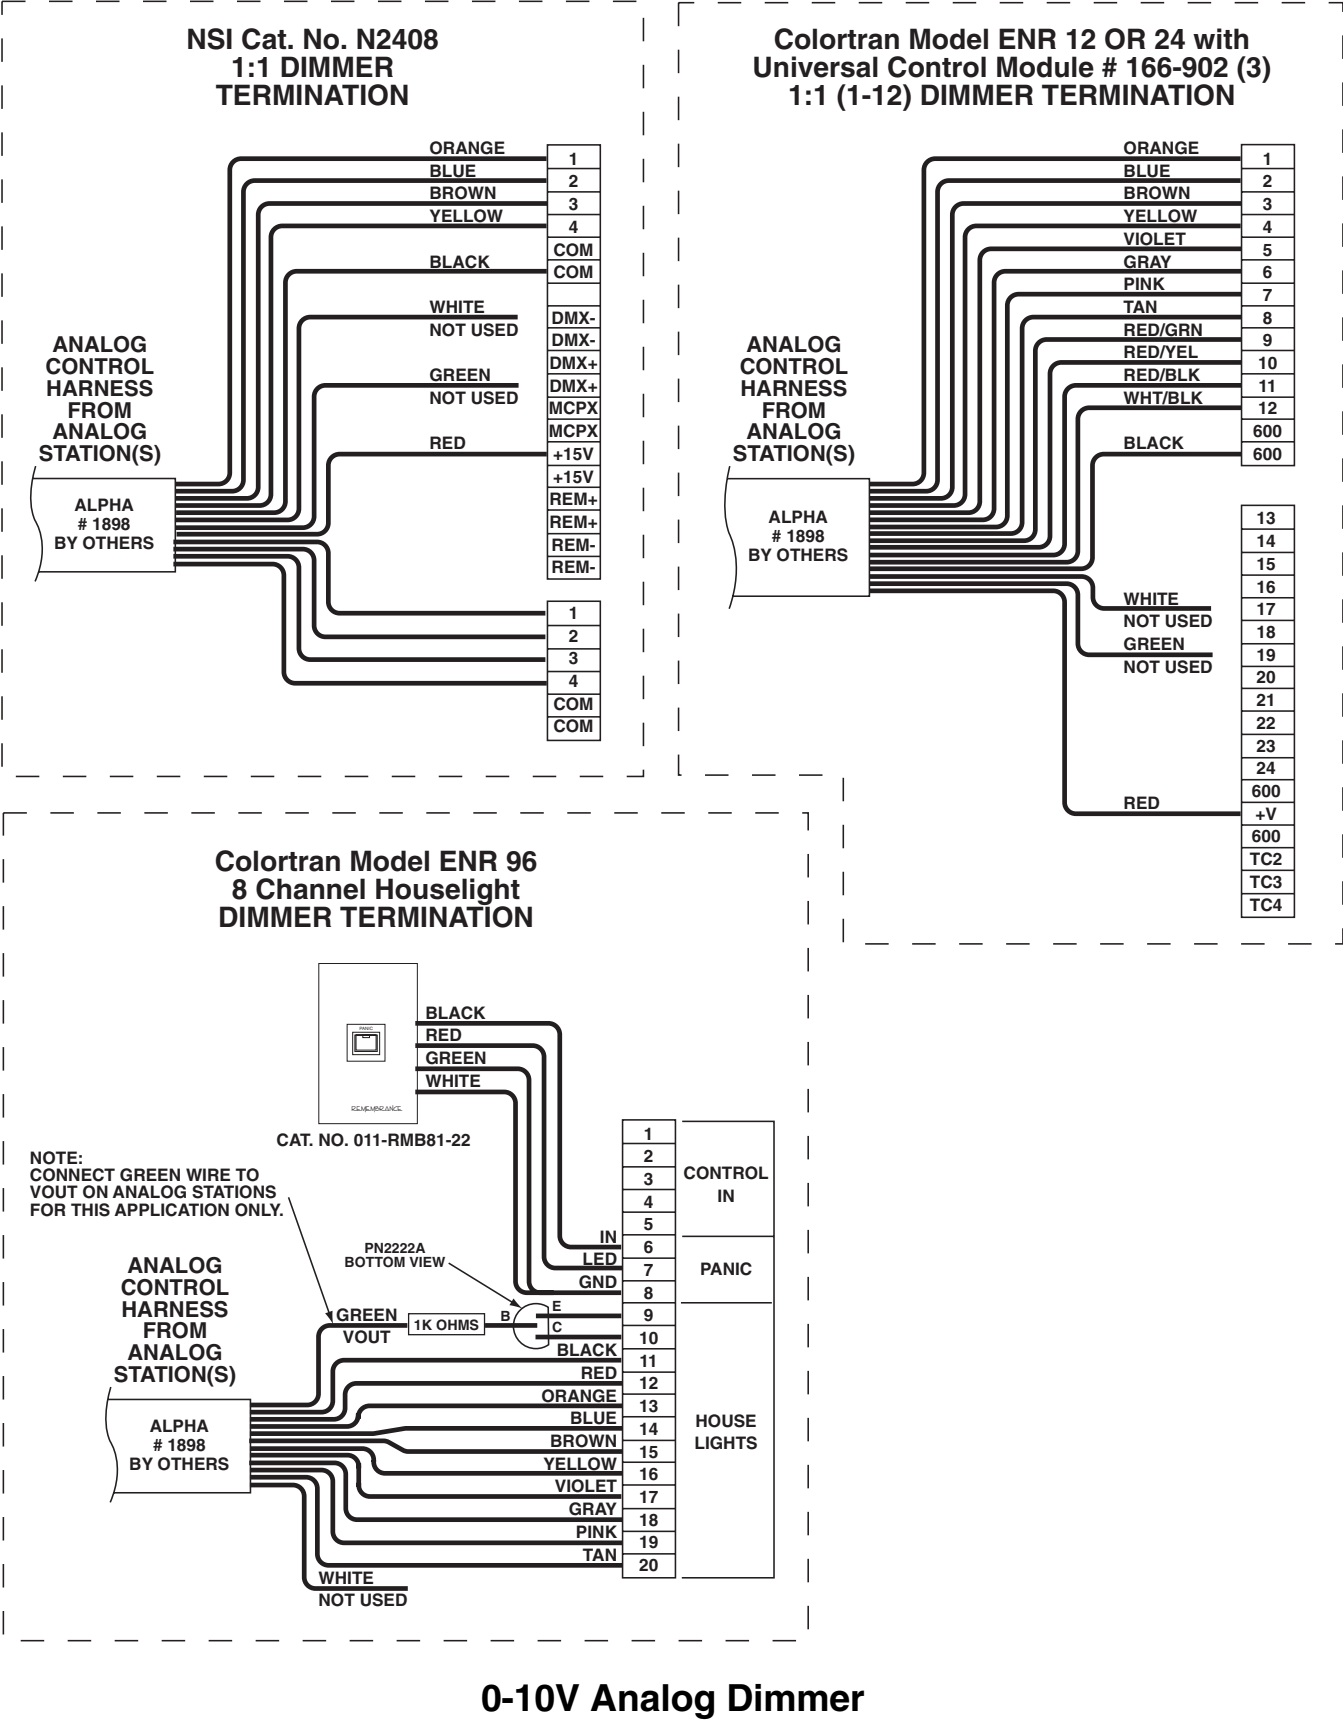 NSI Cat. No. N2408
1:1 DIMMER
TERMINATION
ORANGE
BLUE
BROWN
YELLOW
BLACK
WHITE
NOT USED
GREEN
NOT USED
RED
1
2
3
4
COM
COM
DMX-
DMX-
DMX+
DMX+
MCPX
MCPX
+15V
+15V
REM+
REM+
REM-
REM-
1
2
3
4
COM
COM
ANALOG
CONTROL
HARNESS
FROM
ANALOG
STATION(S)
ALPHA
# 1898
BY OTHERS
Colortran Model ENR 12 OR 24 with
Universal Control Module # 166-902 (3)
1:1 (1-12) DIMMER TERMINATION
ORANGE
BLUE
BROWN
YELLOW
VIOLET
GRAY
PINK
TAN
RED/GRN
RED/YEL
RED/BLK
WHT/BLK
BLACK
WHITE
NOT USED
GREEN
NOT USED
RED
1
2
3
4
5
6
7
8
9
10
11
12
600
600
13
14
15
16
17
18
19
20
21
22
23
24
600
+V
600
TC2
TC3
TC4
ANALOG
CONTROL
HARNESS
FROM
ANALOG
STATION(S)
ALPHA
# 1898
BY OTHERS
Colortran Model ENR 96
8 Channel Houselight
DIMMER TERMINATION
PANIC
REMEMBRANCE
BLACK
RED
GREEN
WHITE
CAT. NO. 011-RMB81-22
NOTE:
CONNECT GREEN WIRE TO
VOUT ON ANALOG STATIONS
FOR THIS APPLICATION ONLY.
PN2222A
BOTTOM VIEW
ANALOG
CONTROL
HARNESS
FROM
ANALOG
STATION(S)
ALPHA
# 1898
BY OTHERS
GREEN
VOUT
1K OHMS
B
E
C
IN
LED
GND
BLACK
RED
ORANGE
BLUE
BROWN
YELLOW
VIOLET
GRAY
PINK
TAN
WHITE
NOT USED
1
2
3
4
5
6
7
8
9
10
11
12
13
14
15
16
17
18
19
20
CONTROL
IN
PANIC
HOUSE
LIGHTS
0-10V Analog Dimmer